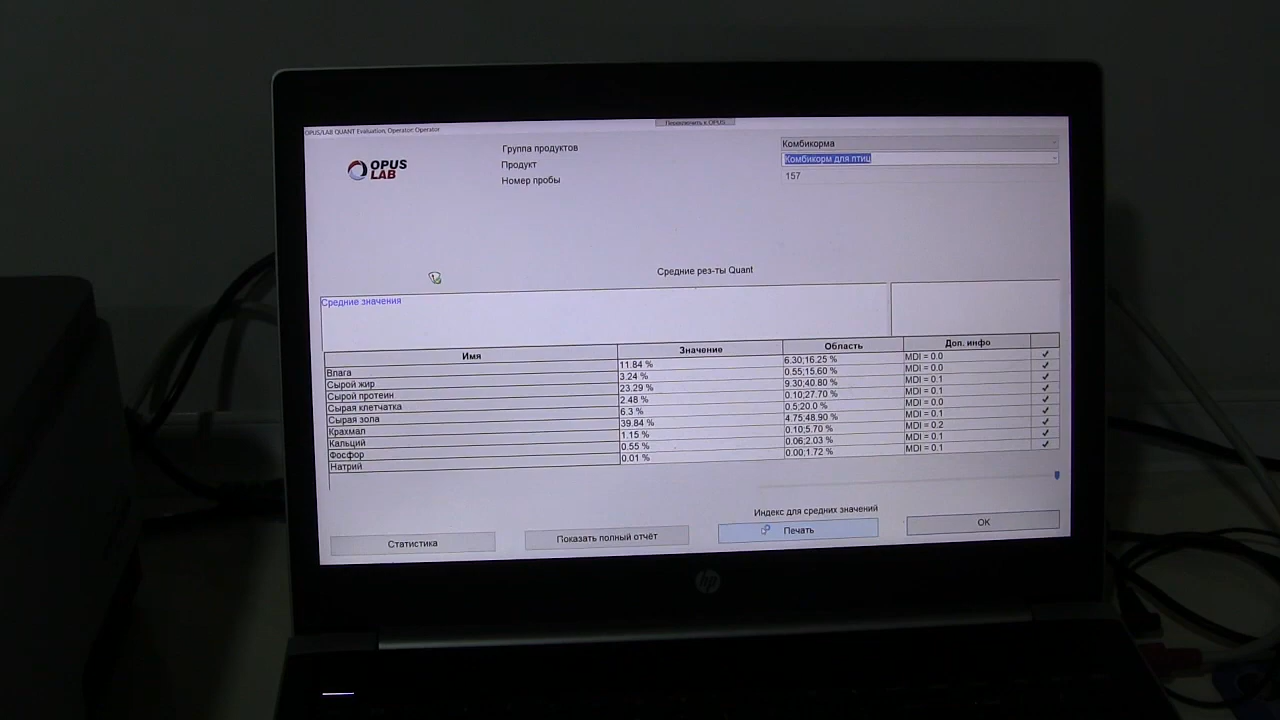 OPUS/LAB QUANT Evaluation, Operator: Operator
Переключить к OPUS
OPUS LAB
Группа продуктов Комбикорма
Продукт Комбикорм для птиц
Номер пробы 157
Средние рез-ты Quant
Средние значения
Имя Значение Область Доп. инфо
Влага 11.84 % 6.30;16.25 % MDI = 0.0
Сырой жир 3.24 % 0.55;15.60 % MDI = 0.0
Сырой протеин 23.29 % 9.30;40.80 % MDI = 0.1
Сырая клетчатка 2.48 % 0.10;27.70 % MDI = 0.1
Сырая зола 6.3 % 0.5;20.0 % MDI = 0.0
Крахмал 39.84 % 4.75;48.90 % MDI = 0.1
Кальций 1.15 % 0.10;5.70 % MDI = 0.2
Фосфор 0.55 % 0.06;2.03 % MDI = 0.1
Натрий 0.01 % 0.00;1.72 % MDI = 0.1
Индекс для средних значений
Статистика Показать полный отчёт Печать OK
hp